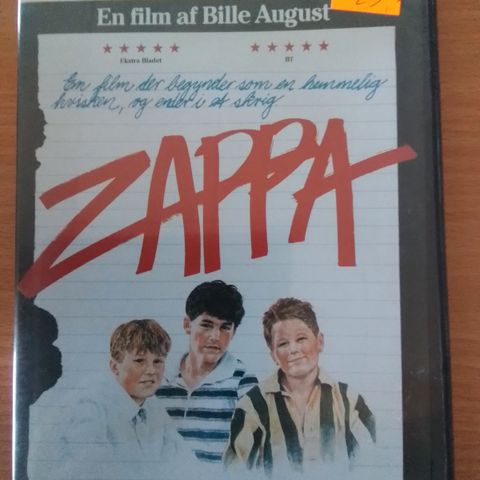 En film af Bille August
★★★★★ ★★★★★
Ekstra Bladet BT
En film der begynder som en hemmelig
hvisken, og ender i et skrig
ZAPPA